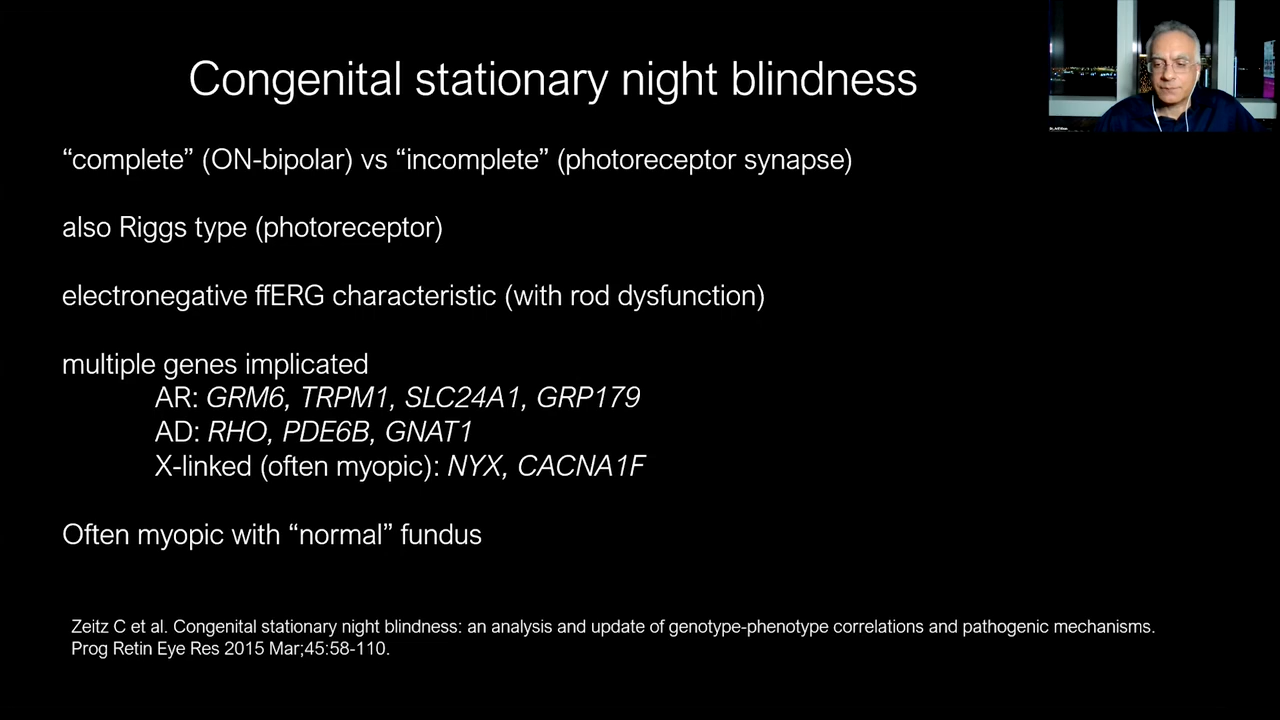 Congenital stationary night blindness
“complete” (ON-bipolar) vs “incomplete” (photoreceptor synapse)
also Riggs type (photoreceptor)
electronegative ffERG characteristic (with rod dysfunction)
multiple genes implicated
AR: GRM6, TRPM1, SLC24A1, GRP179
AD: RHO, PDE6B, GNAT1
X-linked (often myopic): NYX, CACNA1F
Often myopic with “normal” fundus
Zeitz C et al. Congenital stationary night blindness: an analysis and update of genotype-phenotype correlations and pathogenic mechanisms.
Prog Retin Eye Res 2015 Mar;45:58-110.